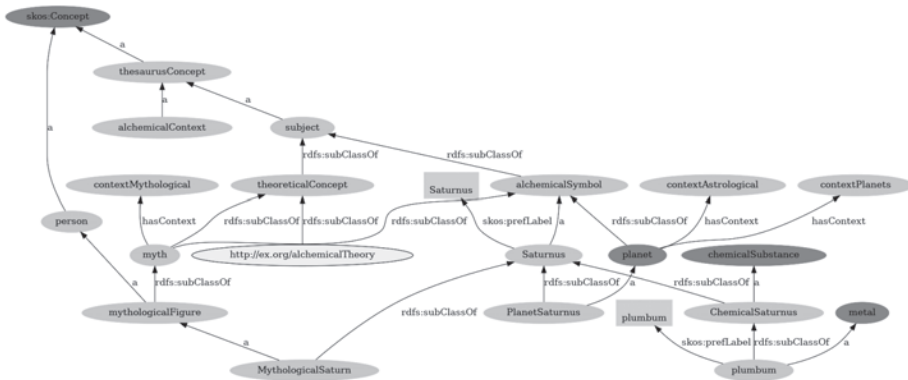 skos:Concept
a
thesaurusConcept
a
a
a
alchemicalContext
subject
rdfs:subClassOf
rdfs:subClassOf
contextMythological
theoreticalConcept
Saturnus
alchemicalSymbol
contextAstrological
contextPlanets
person
hasContext
rdfs:subClassOf
rdfs:subClassOf
rdfs:subClassOf
skos:prefLabel
a
rdfs:subClassOf
hasContext
hasContext
myth
http://ex.org/alchemicalTheory
Saturnus
planet
chemicalSubstance
a
rdfs:subClassOf
rdfs:subClassOf
rdfs:subClassOf
a
rdfs:subClassOf
a
mythologicalFigure
PlanetSaturnus
plumbum
ChemicalSaturnus
metal
a
skos:prefLabel
rdfs:subClassOf
a
MythologicalSaturn
plumbum